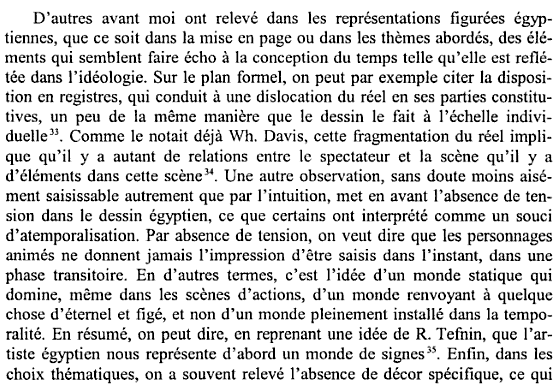 D'autres avant moi ont relevé dans les représentations figurées égyp-
tiennes, que ce soit dans la mise en page ou dans les thèmes abordés, des élé-
ments qui semblent faire écho à la conception du temps telle qu'elle est reflé-
tée dans l'idéologie. Sur le plan formel, on peut par exemple citer la disposi-
tion en registres, qui conduit à une dislocation du réel en ses parties constitu-
tives, un peu de la même manière que le dessin le fait à l'échelle indivi-
duelle³³. Comme le notait déjà Wh. Davis, cette fragmentation du réel impli-
que qu'il y a autant de relations entre le spectateur et la scène qu'il y a
d'éléments dans cette scène³⁴. Une autre observation, sans doute moins aisé-
ment saisissable autrement que par l'intuition, met en avant l'absence de ten-
sion dans le dessin égyptien, ce que certains ont interprété comme un souci
d'atemporalisation. Par absence de tension, on veut dire que les personnages
animés ne donnent jamais l'impression d'être saisis dans l'instant, dans une
phase transitoire. En d'autres termes, c'est l'idée d'un monde statique qui
domine, même dans les scènes d'actions, d'un monde renvoyant à quelque
chose d'éternel et figé, et non d'un monde pleinement installé dans la tempo-
ralité. En résumé, on peut dire, en reprenant une idée de R. Tefnin, que l'ar-
tiste égyptien nous représente d'abord un monde de signes³⁵. Enfin, dans les
choix thématiques, on a souvent relevé l'absence de décor spécifique, ce qui